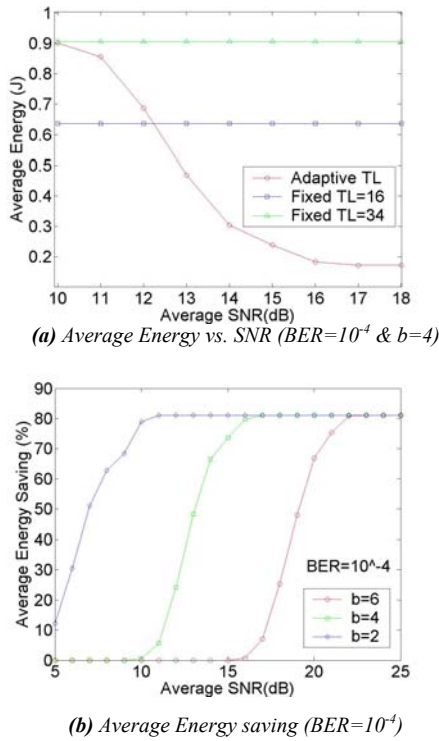 1
0.9
0.8
0.7
0.6
0.5
0.4
0.3
0.2
Average Energy (J)
Adaptive TL
Fixed TL=16
Fixed TL=34
10 11 12 13 14 15 16 17 18
Average SNR(dB)
(a) Average Energy vs. SNR (BER=10⁻⁴ & b=4)
90
80
70
60
50
40
30
20
10
0
Average Energy Saving (%)
BER=10^-4
b=6
b=4
b=2
5 10 15 20 25
Average SNR(dB)
(b) Average Energy saving (BER=10⁻⁴)